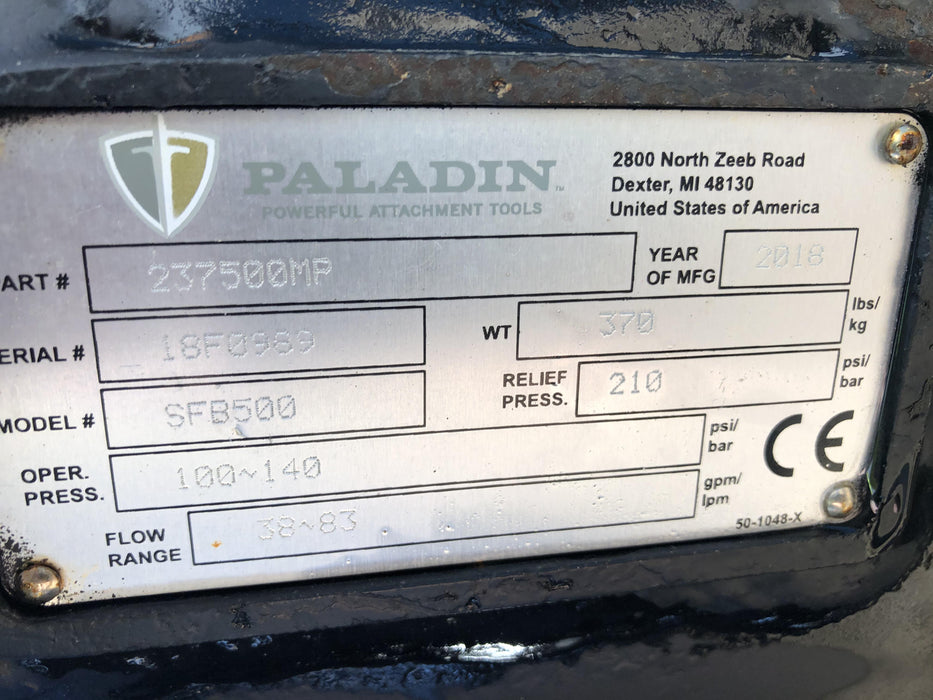 PALADIN™
POWERFUL ATTACHMENT TOOLS
2800 North Zeeb Road
Dexter, MI 48130
United States of America
ART # 237500MP
YEAR OF MFG 2018
ERIAL # 18F0989
WT 370 lbs/ kg
MODEL # SFB500
RELIEF PRESS. 210 psi/ bar
OPER. PRESS. 100~140 psi/ bar
FLOW RANGE 38~83 gpm/ lpm
CE
50-1048-X